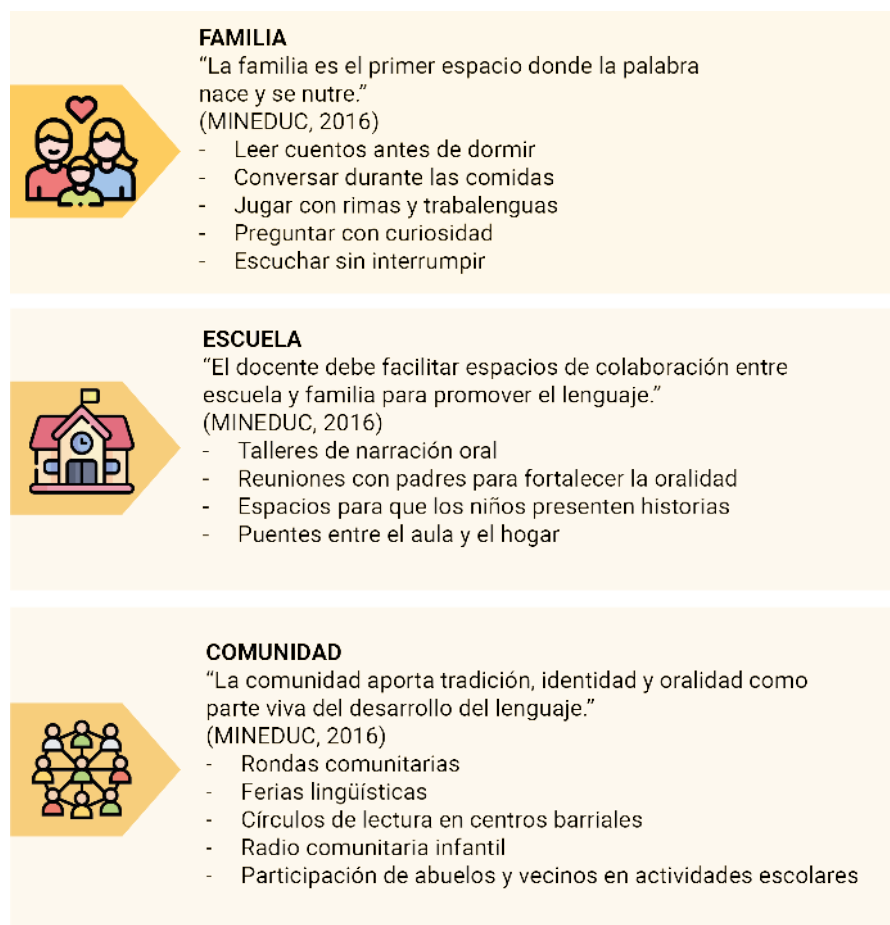 FAMILIA
“La familia es el primer espacio donde la palabra
nace y se nutre.”
(MINEDUC, 2016)
- Leer cuentos antes de dormir
- Conversar durante las comidas
- Jugar con rimas y trabalenguas
- Preguntar con curiosidad
- Escuchar sin interrumpir
ESCUELA
“El docente debe facilitar espacios de colaboración entre
escuela y familia para promover el lenguaje.”
(MINEDUC, 2016)
- Talleres de narración oral
- Reuniones con padres para fortalecer la oralidad
- Espacios para que los niños presenten historias
- Puentes entre el aula y el hogar
COMUNIDAD
“La comunidad aporta tradición, identidad y oralidad como
parte viva del desarrollo del lenguaje.”
(MINEDUC, 2016)
- Rondas comunitarias
- Ferias lingüísticas
- Círculos de lectura en centros barriales
- Radio comunitaria infantil
- Participación de abuelos y vecinos en actividades escolares